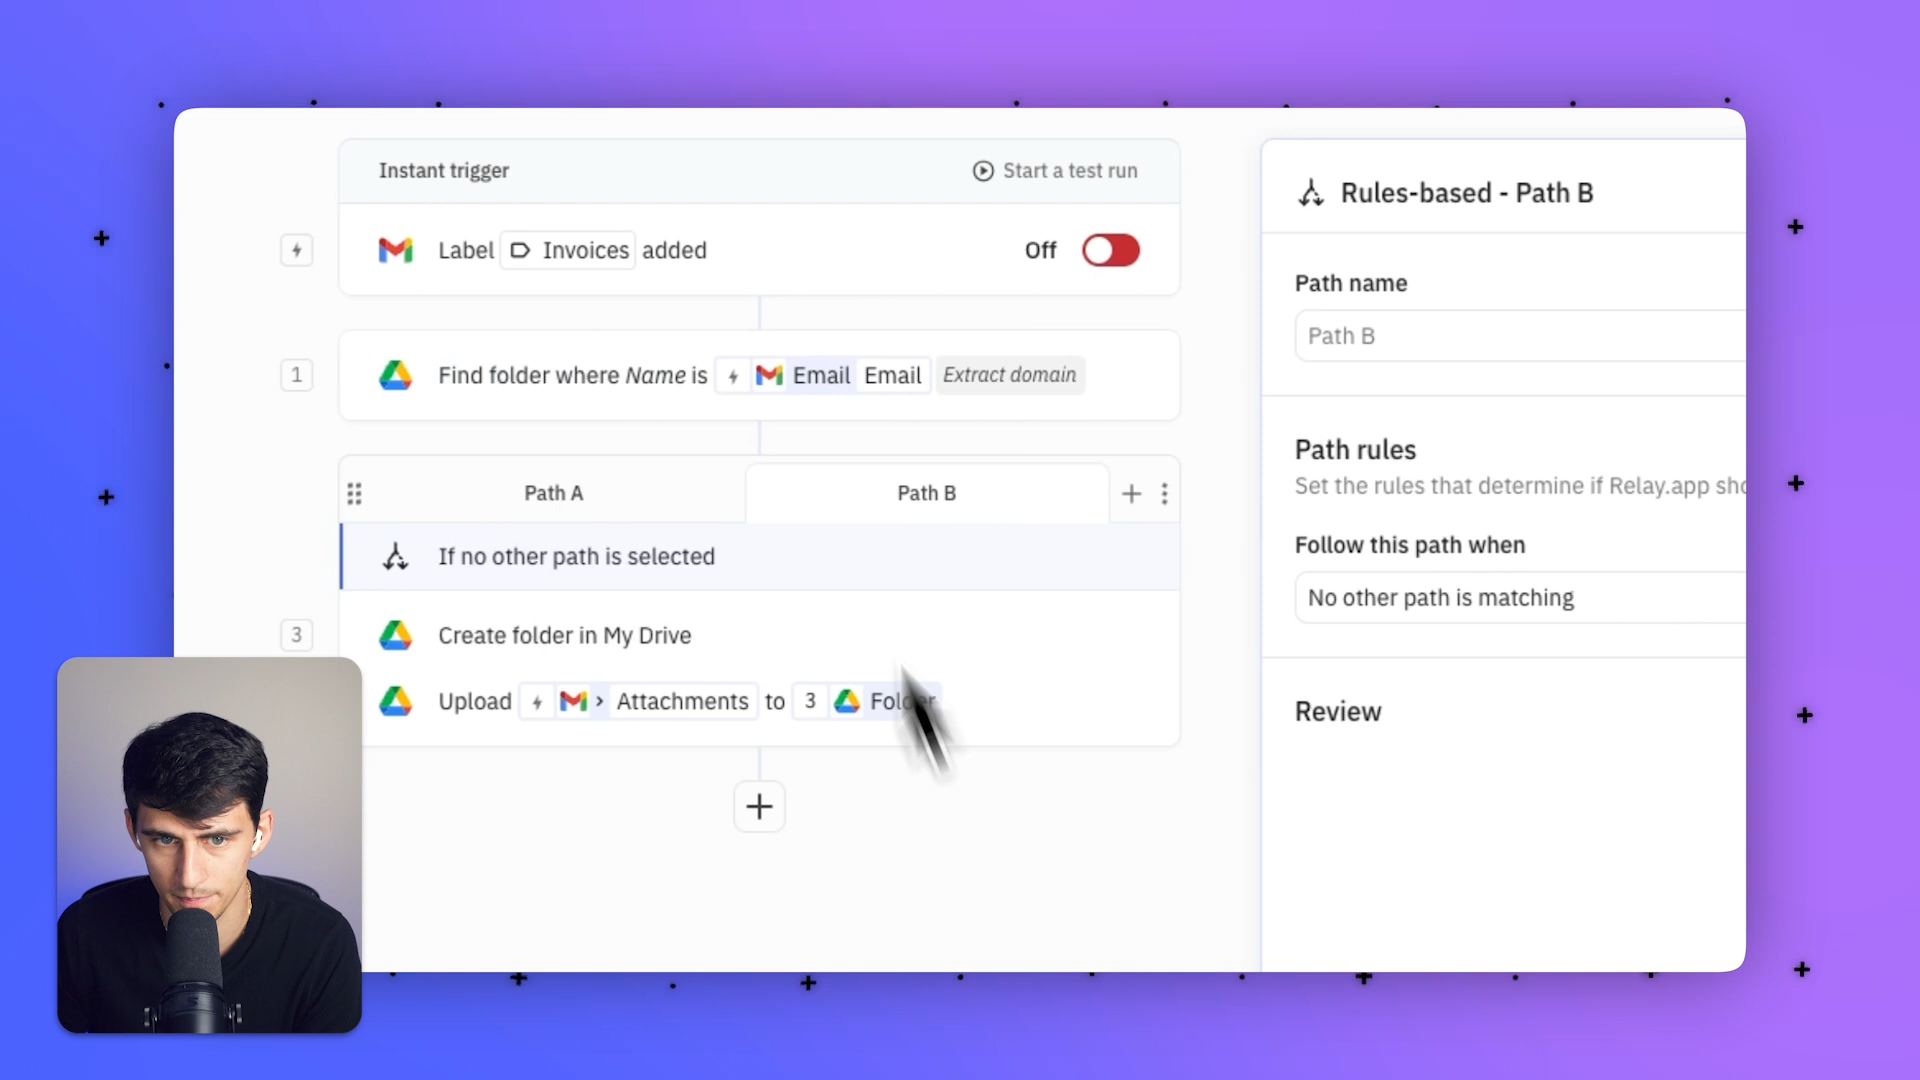 Instant trigger
Start a test run
Label Invoices added
Off
1
Find folder where Name is Email Email Extract domain
Path A
Path B
If no other path is selected
3
Create folder in My Drive
Upload > Attachments to 3 Folder
Rules-based - Path B
Path name
Path B
Path rules
Set the rules that determine if Relay.app sho
Follow this path when
No other path is matching
Review